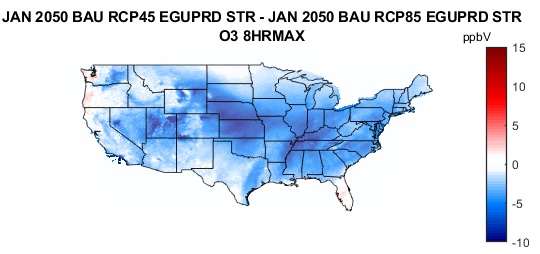 JAN 2050 BAU RCP45 EGUPRD STR - JAN 2050 BAU RCP85 EGUPRD STR
O3 8HRMAX
ppbV
15
10
5
0
-5
-10